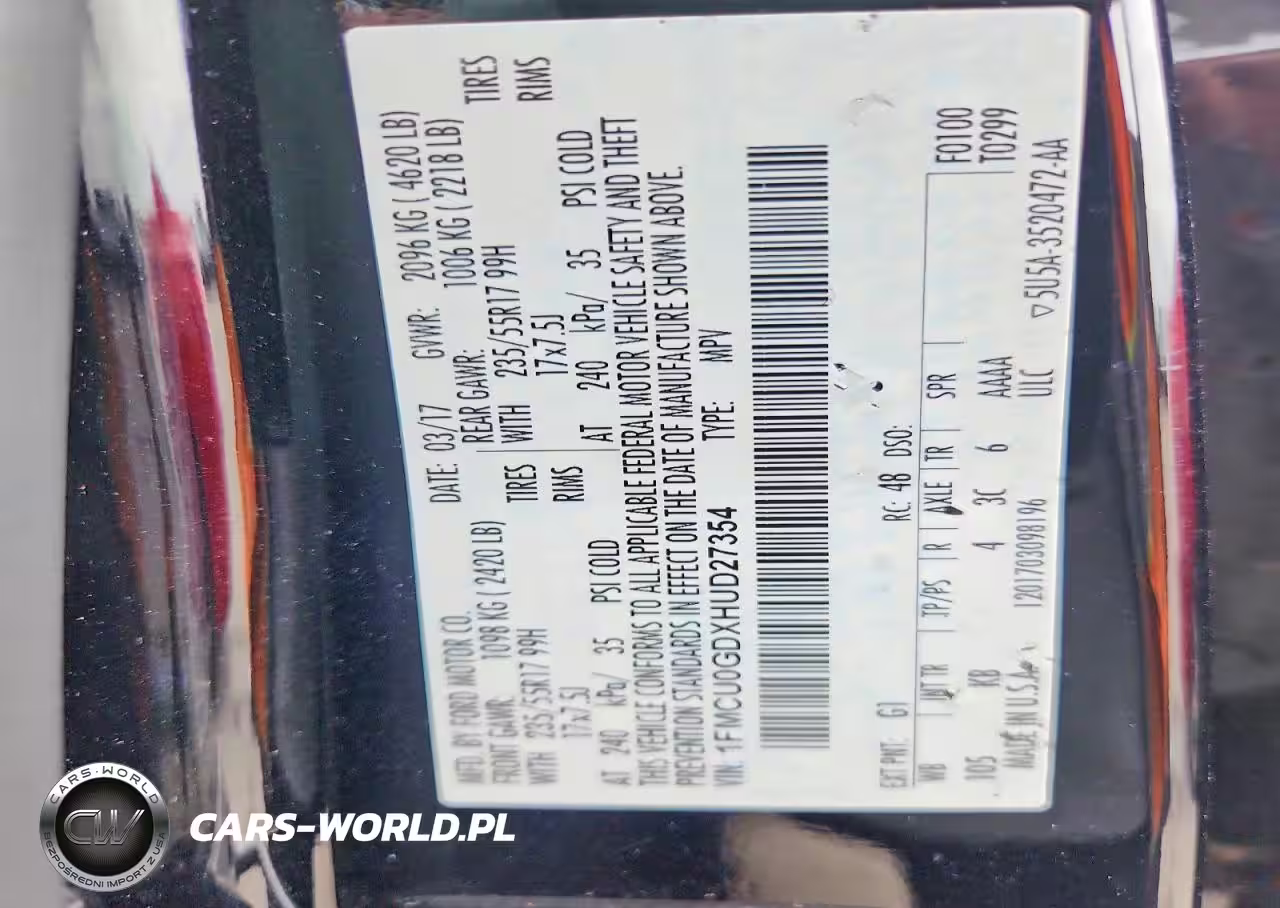 MFD. BY FORD MOTOR CO.
DATE: 03/17 GVWR: 2096 KG ( 4620 LB)
FRONT GAWR: 1098 KG ( 2420 LB)
REAR GAWR: 1006 KG ( 2218 LB)
WITH 235/55R17 99H TIRES
WITH 235/55R17 99H TIRES
17x7.5J RIMS
17x7.5J RIMS
AT 240 kPa/ 35 PSI COLD
AT 240 kPa/ 35 PSI COLD
THIS VEHICLE CONFORMS TO ALL APPLICABLE FEDERAL MOTOR VEHICLE SAFETY AND THEFT
PREVENTION STANDARDS IN EFFECT ON THE DATE OF MANUFACTURE SHOWN ABOVE.
VIN: 1FMCU0GDXHUD27354 TYPE: MPV
EXT PNT: G1 RC: 48 DSO:
WB INT TR TP/PS R AXLE TR SPR F0100
105 KB 4 3C 6 AAAA T0299
MADE IN U.S.A. 1201703098196 ULC
▽5U5A-3520472-AA
CARS-WORLD
CW
BEZPOŚREDNI IMPORT Z USA
CARS-WORLD.PL